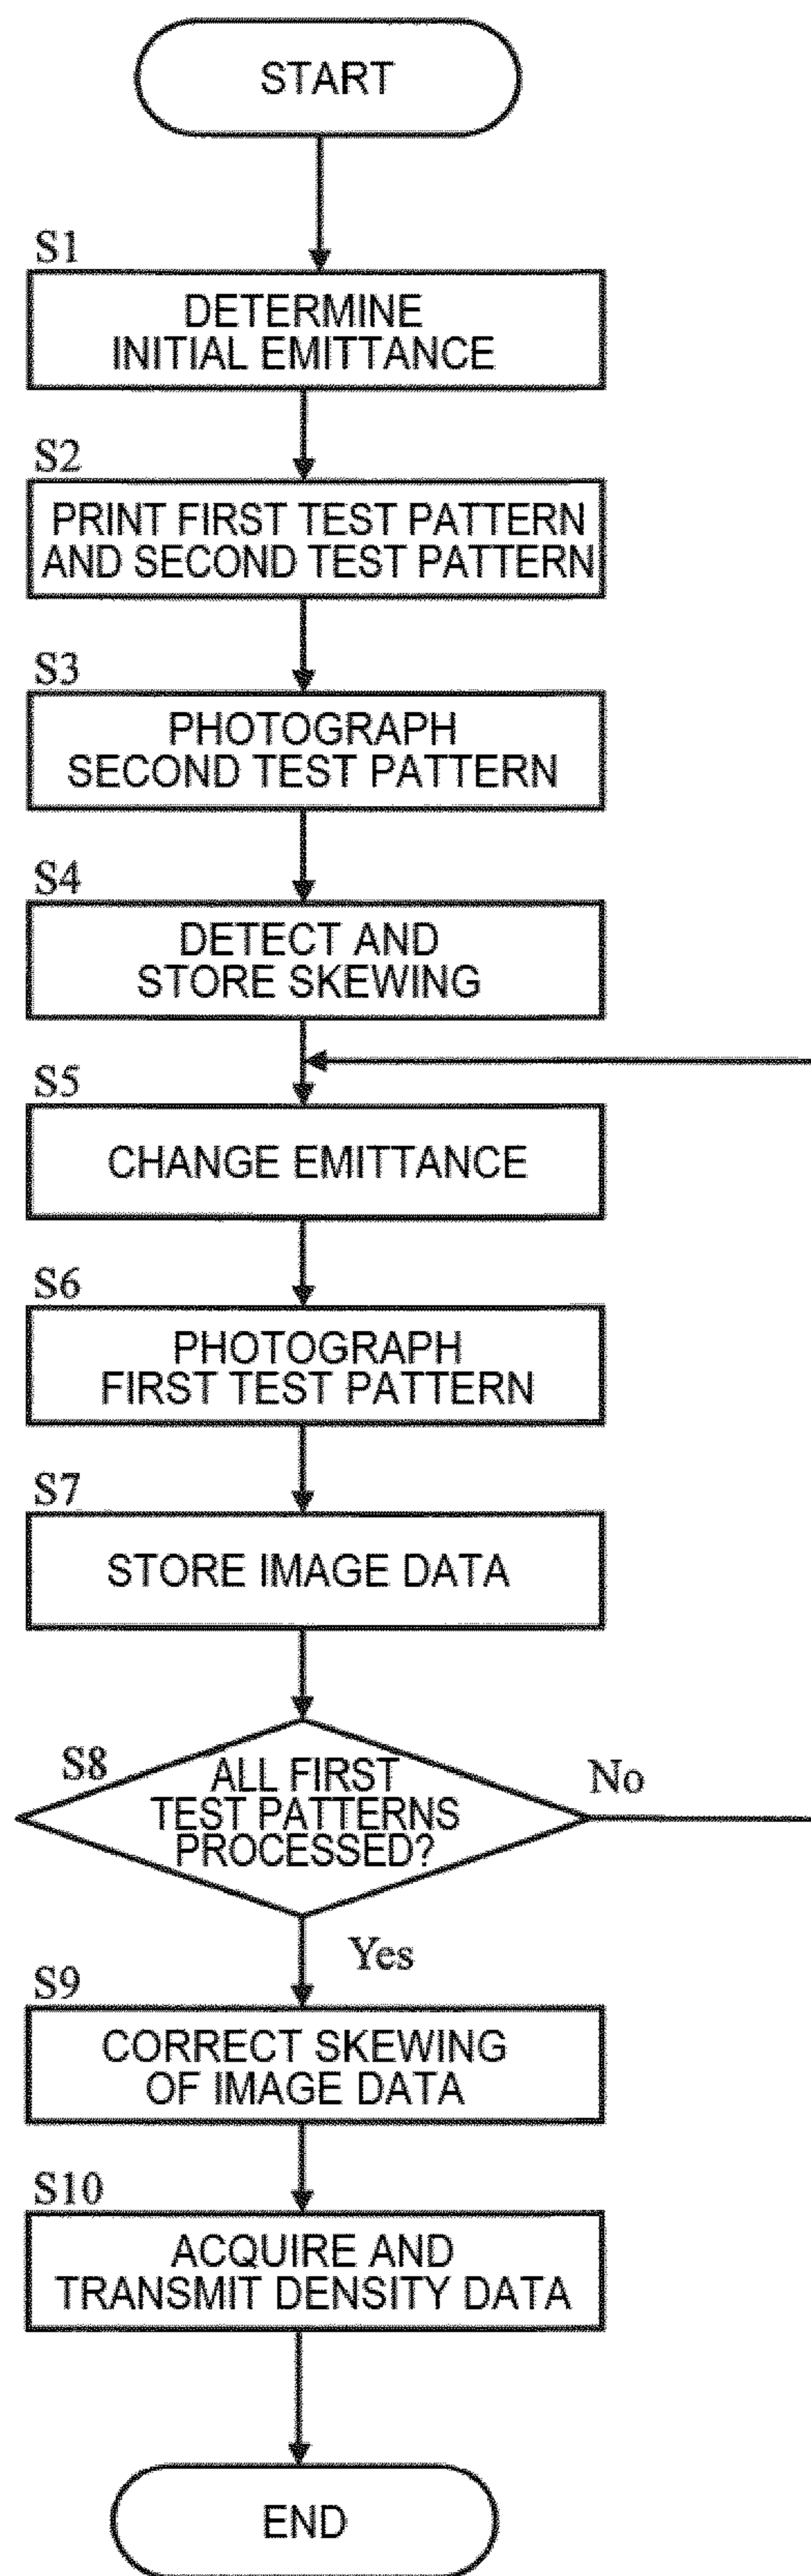 START
S1
DETERMINE
INITIAL EMITTANCE
S2
PRINT FIRST TEST PATTERN
AND SECOND TEST PATTERN
S3
PHOTOGRAPH
SECOND TEST PATTERN
S4
DETECT AND
STORE SKEWING
S5
CHANGE EMITTANCE
S6
PHOTOGRAPH
FIRST TEST PATTERN
S7
STORE IMAGE DATA
S8
ALL FIRST
TEST PATTERNS
PROCESSED?
No
Yes
S9
CORRECT SKEWING
OF IMAGE DATA
S10
ACQUIRE AND
TRANSMIT DENSITY DATA
END